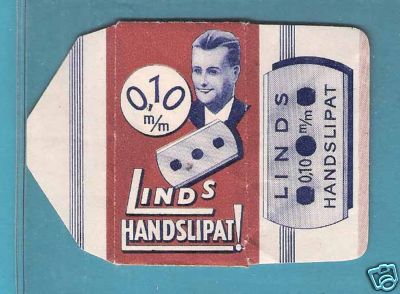 0,10
m/m
LINDS
HANDSLIPAT!
LINDS
0,10 m/m
HANDSLIPAT